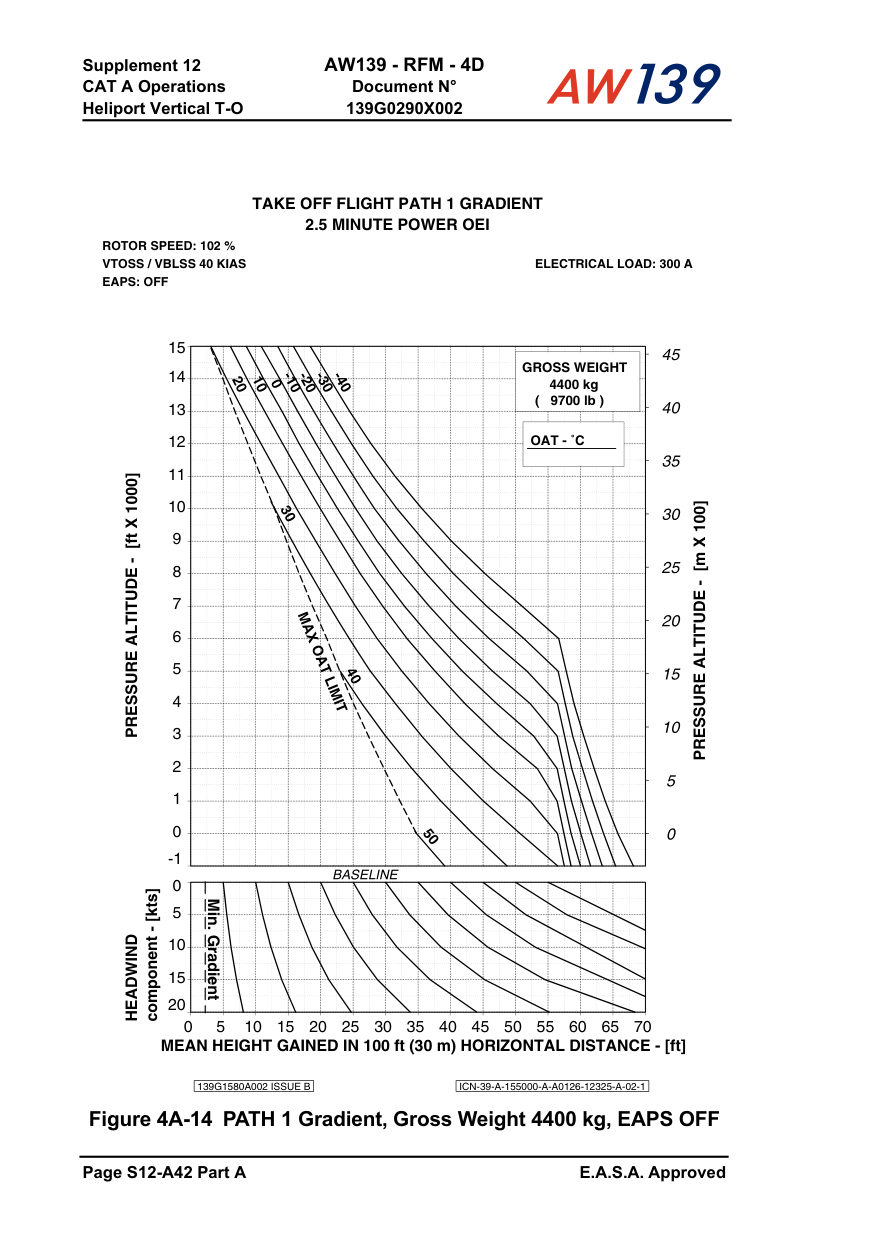 Supplement 12
CAT A Operations
Heliport Vertical T-O
AW139 - RFM - 4D
Document N°
139G0290X002
AW139
TAKE OFF FLIGHT PATH 1 GRADIENT
2.5 MINUTE POWER OEI
ROTOR SPEED: 102 %
VTOSS / VBLSS 40 KIAS
EAPS: OFF
ELECTRICAL LOAD: 300 A
GROSS WEIGHT
4400 kg
( 9700 lb )
OAT - ˚C
PRESSURE ALTITUDE - [ft X 1000]
15
14
13
12
11
10
9
8
7
6
5
4
3
2
1
0
-1
20
10
0
-10
-20
-30
-40
30
40
50
MAX OAT LIMIT
45
40
35
30
25
20
15
10
5
0
PRESSURE ALTITUDE - [m X 100]
BASELINE
HEADWIND
component - [kts]
0
5
10
15
20
Min. Gradient
0 5 10 15 20 25 30 35 40 45 50 55 60 65 70
MEAN HEIGHT GAINED IN 100 ft (30 m) HORIZONTAL DISTANCE - [ft]
139G1580A002 ISSUE B
ICN-39-A-155000-A-A0126-12325-A-02-1
Figure 4A-14 PATH 1 Gradient, Gross Weight 4400 kg, EAPS OFF
Page S12-A42 Part A
E.A.S.A. Approved